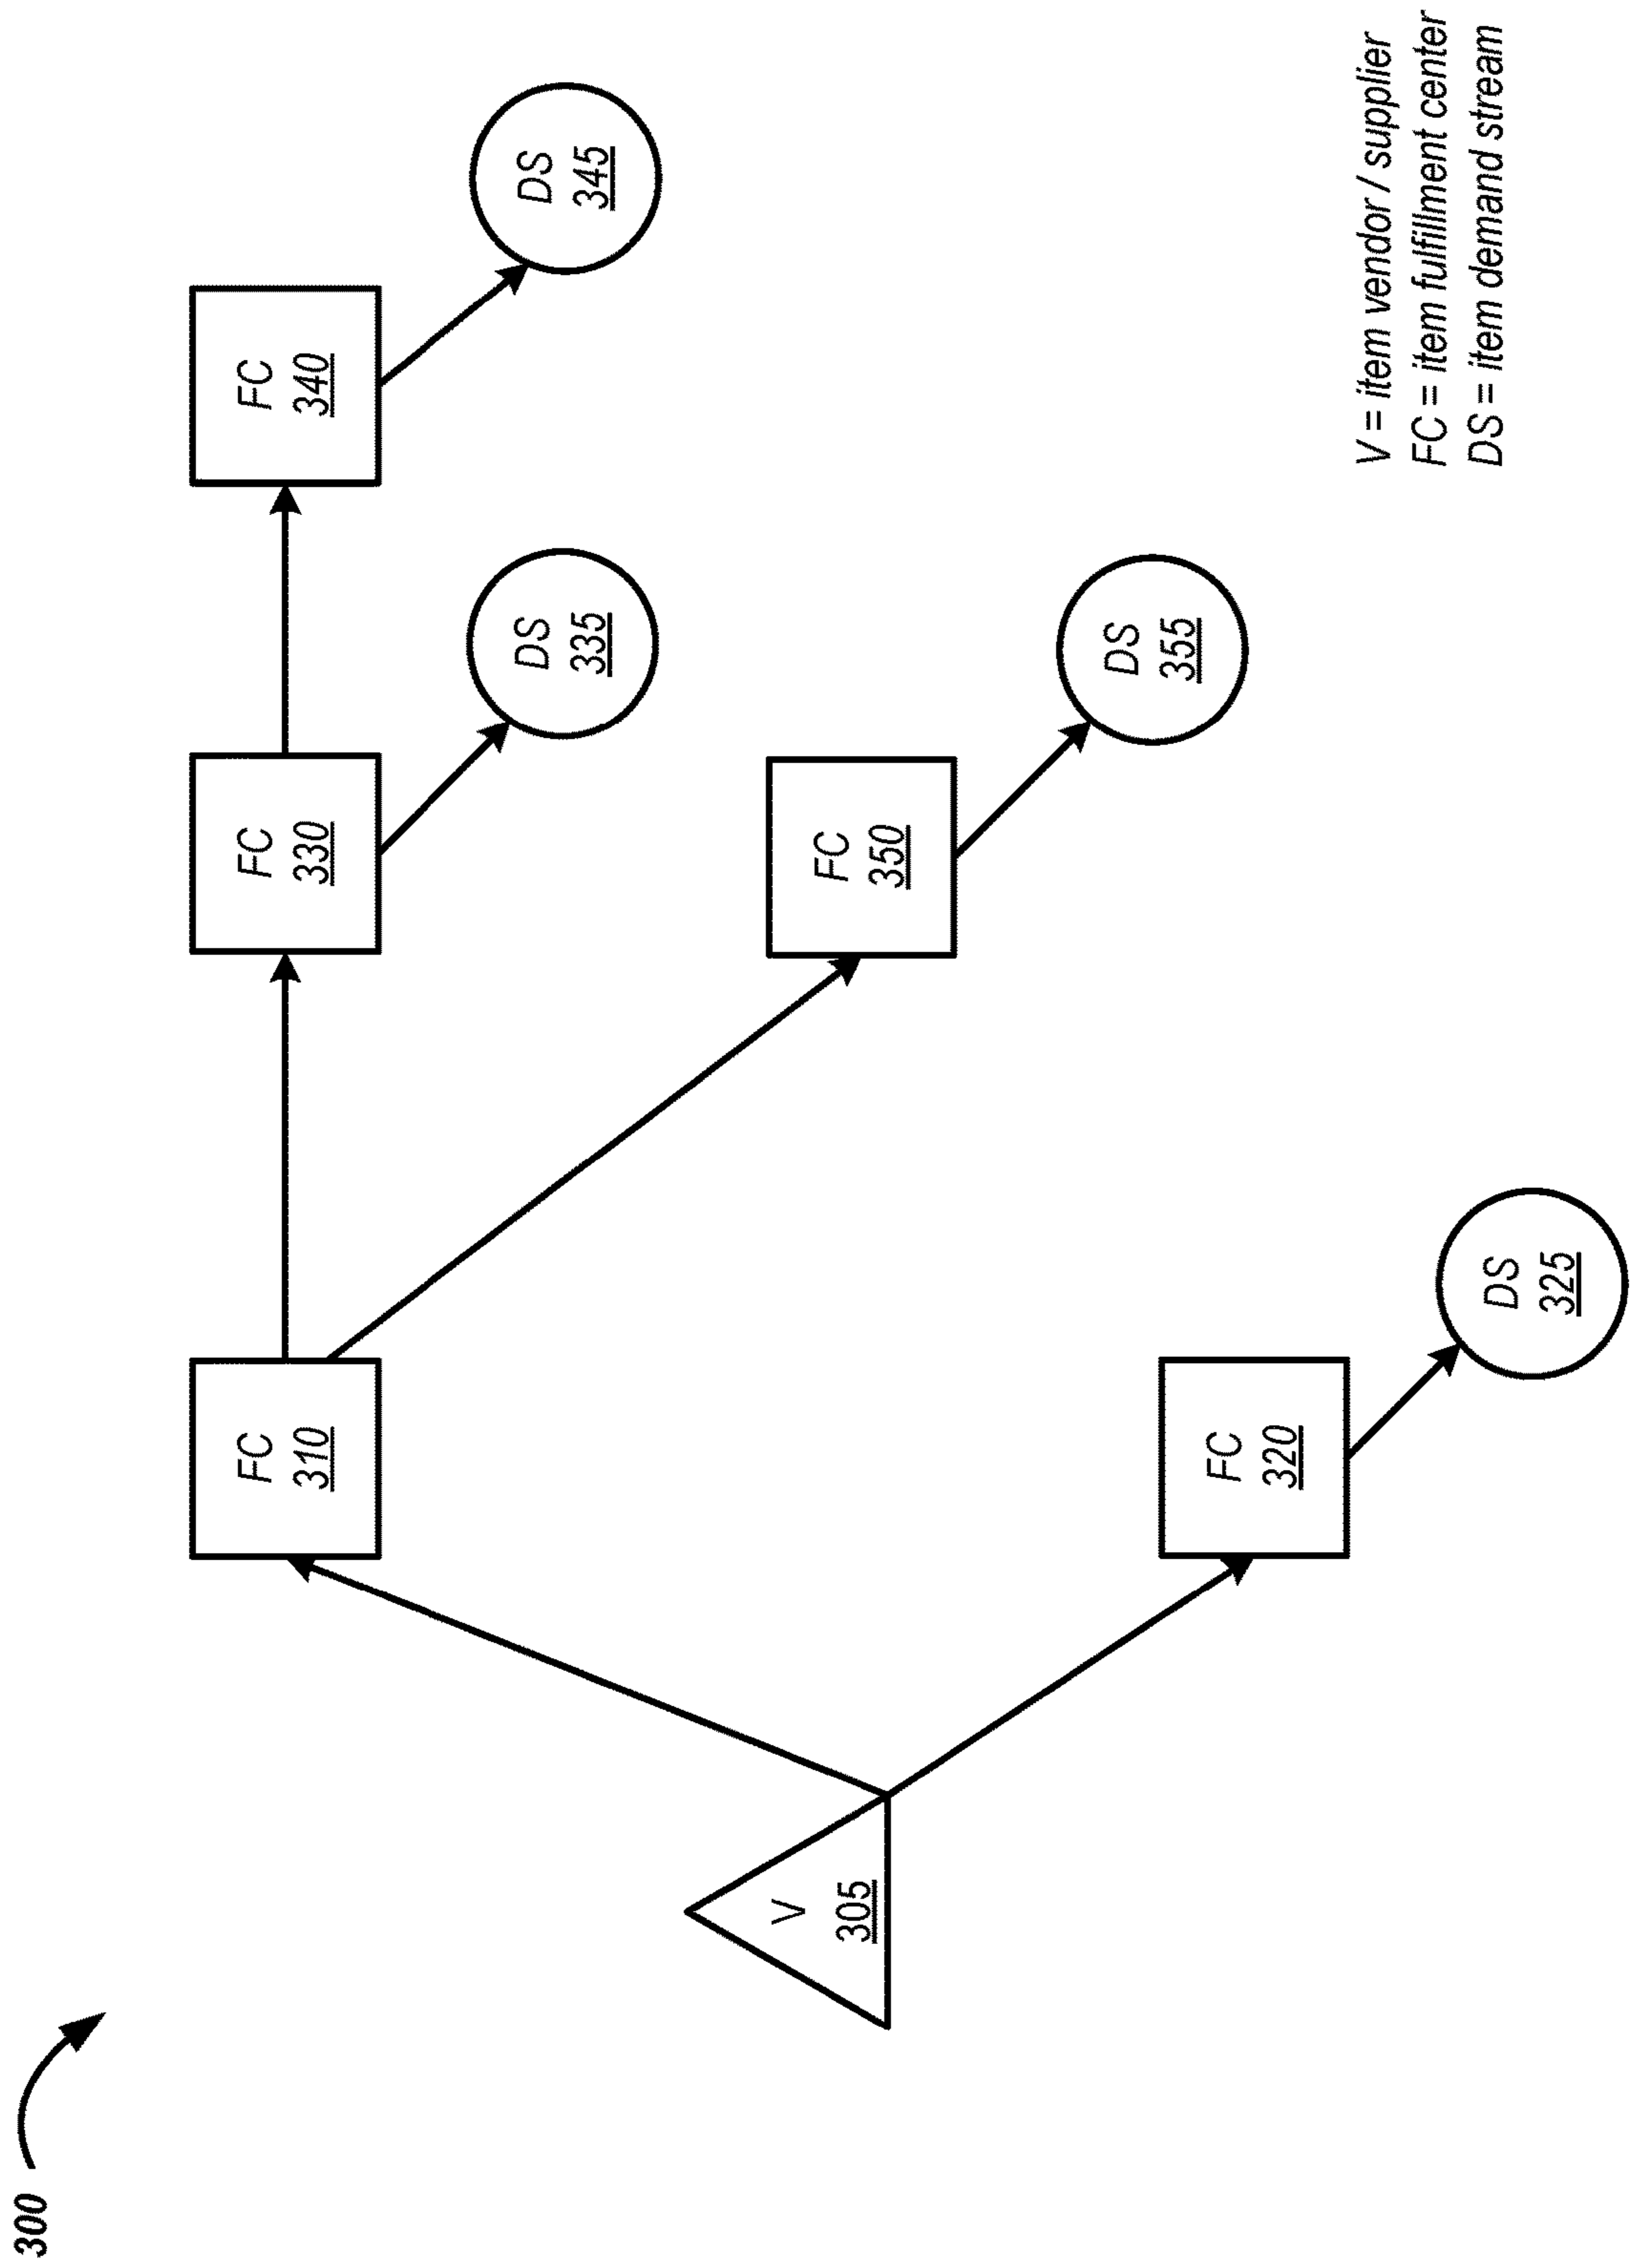 300
V
305
FC
310
FC
320
DS
325
FC
330
DS
335
FC
350
DS
355
FC
340
DS
345
V = item vendor / supplier
FC = item fulfillment center
DS = item demand stream